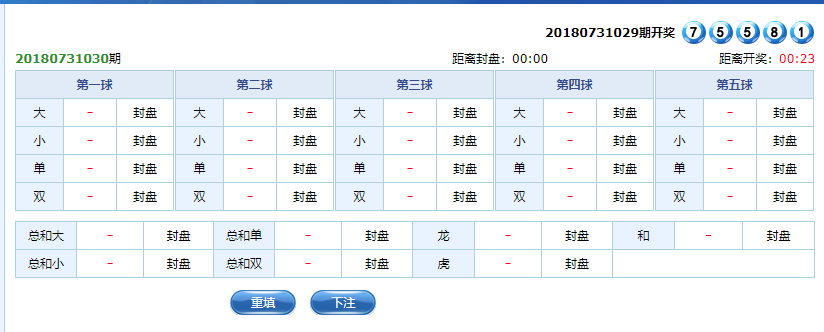 20180731029期开奖 7 5 5 8 1
20180731030期 距离封盘：00:00 距离开奖：00:23
第一球 第二球 第三球 第四球 第五球
大 - 封盘 大 - 封盘 大 - 封盘 大 - 封盘 大 - 封盘
小 - 封盘 小 - 封盘 小 - 封盘 小 - 封盘 小 - 封盘
单 - 封盘 单 - 封盘 单 - 封盘 单 - 封盘 单 - 封盘
双 - 封盘 双 - 封盘 双 - 封盘 双 - 封盘 双 - 封盘
总和大 - 封盘 总和单 - 封盘 龙 - 封盘 和 - 封盘
总和小 - 封盘 总和双 - 封盘 虎 - 封盘
重填 下注